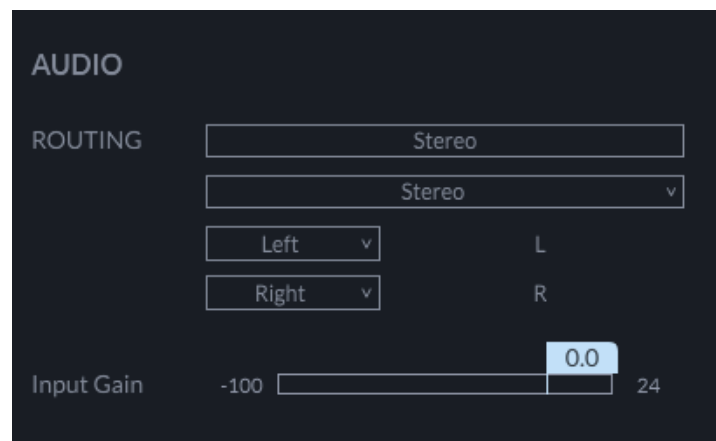 AUDIO
ROUTING Stereo
Stereo
Left L
Right R
0.0
Input Gain -100 24